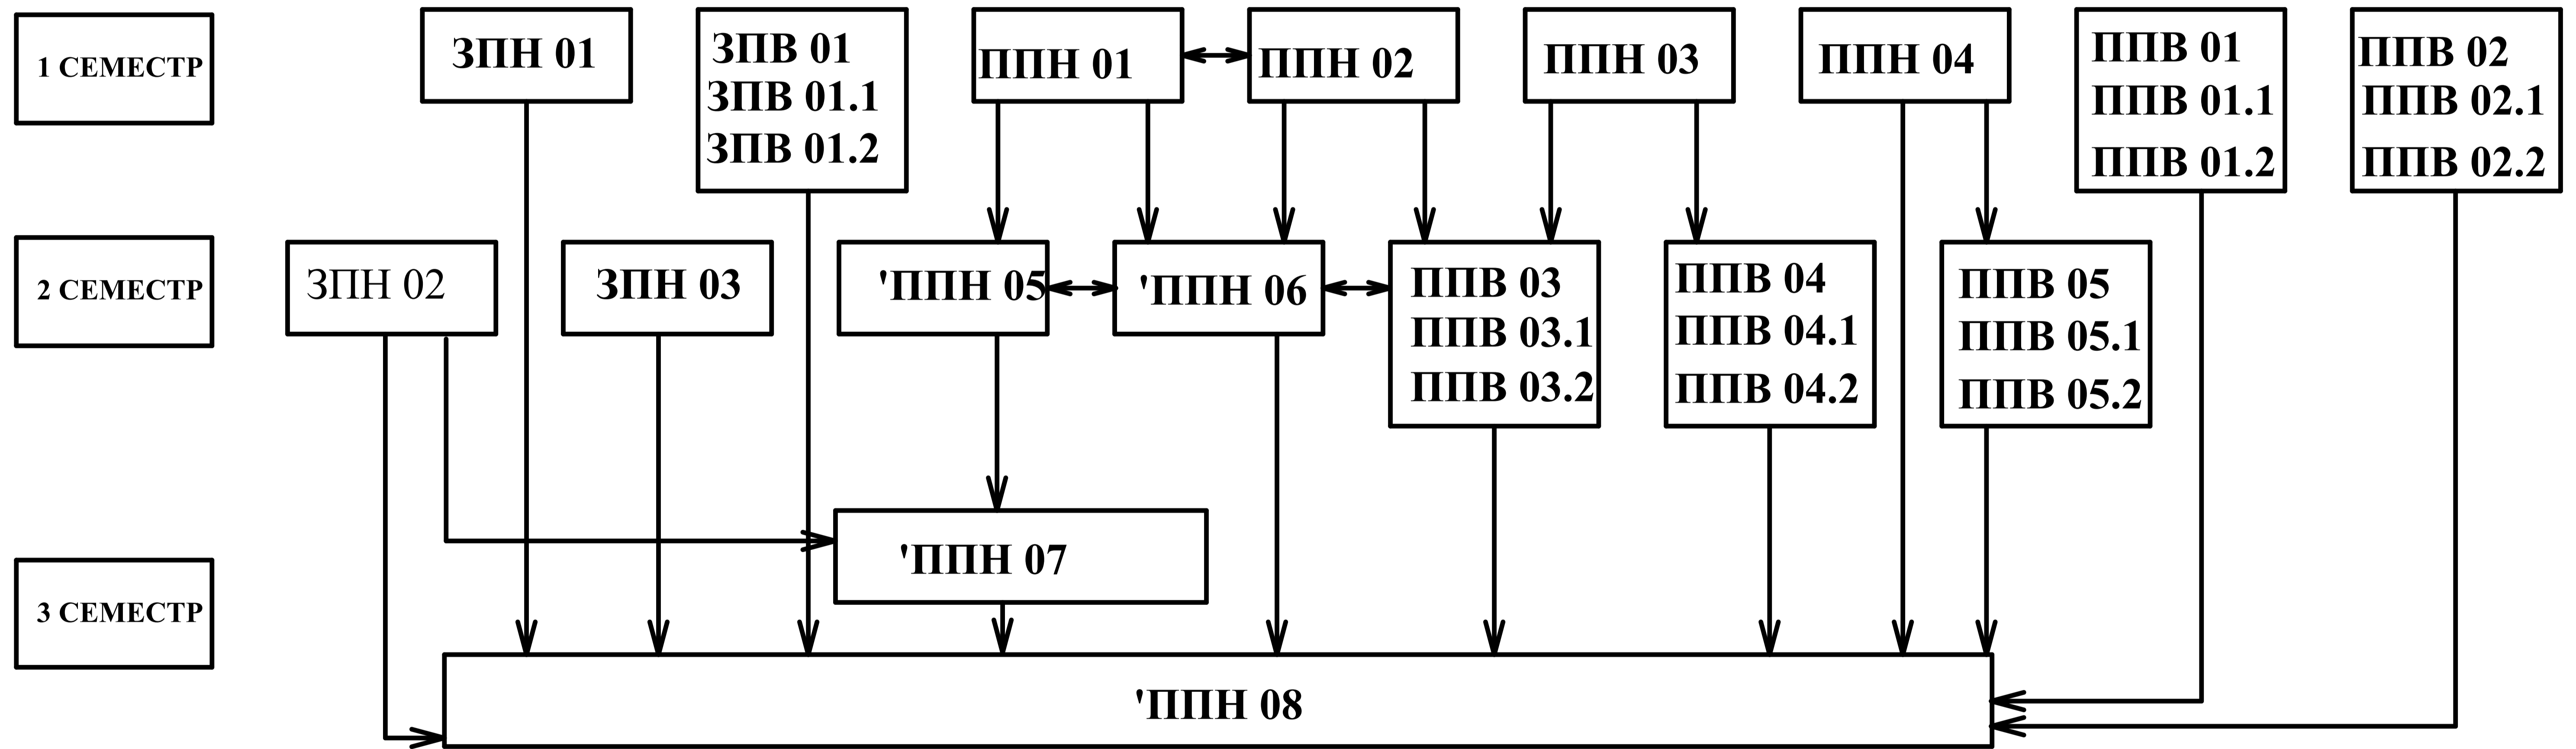 1 СЕМЕСТР
ЗПН 01
ЗПВ 01
ЗПВ 01.1
ЗПВ 01.2
ППН 01
ППН 02
ППН 03
ППН 04
ППВ 01
ППВ 01.1
ППВ 01.2
ППВ 02
ППВ 02.1
ППВ 02.2
2 СЕМЕСТР
ЗПН 02
ЗПН 03
'ППН 05
'ППН 06
ППВ 03
ППВ 03.1
ППВ 03.2
ППВ 04
ППВ 04.1
ППВ 04.2
ППВ 05
ППВ 05.1
ППВ 05.2
3 СЕМЕСТР
'ППН 07
'ППН 08